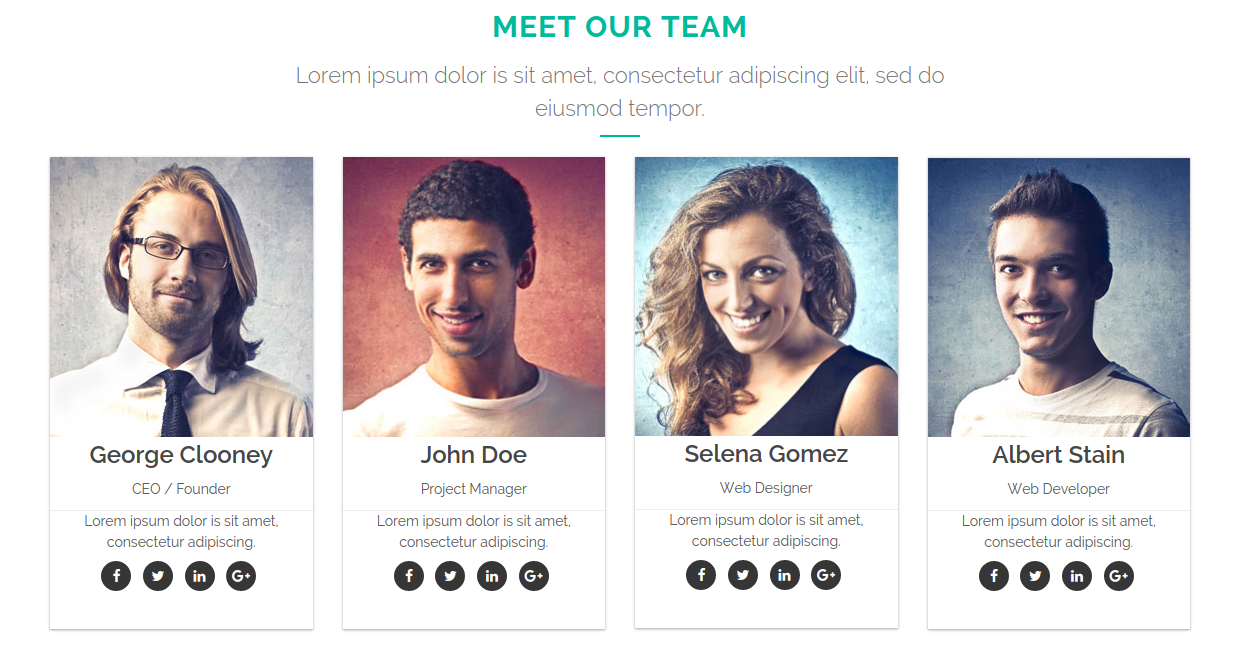 MEET OUR TEAM
Lorem ipsum dolor is sit amet, consectetur adipiscing elit, sed do
eiusmod tempor.
George Clooney
CEO / Founder
Lorem ipsum dolor is sit amet,
consectetur adipiscing.
f in G+
John Doe
Project Manager
Lorem ipsum dolor is sit amet,
consectetur adipiscing.
f in G+
Selena Gomez
Web Designer
Lorem ipsum dolor is sit amet,
consectetur adipiscing.
f in G+
Albert Stain
Web Developer
Lorem ipsum dolor is sit amet,
consectetur adipiscing.
f in G+